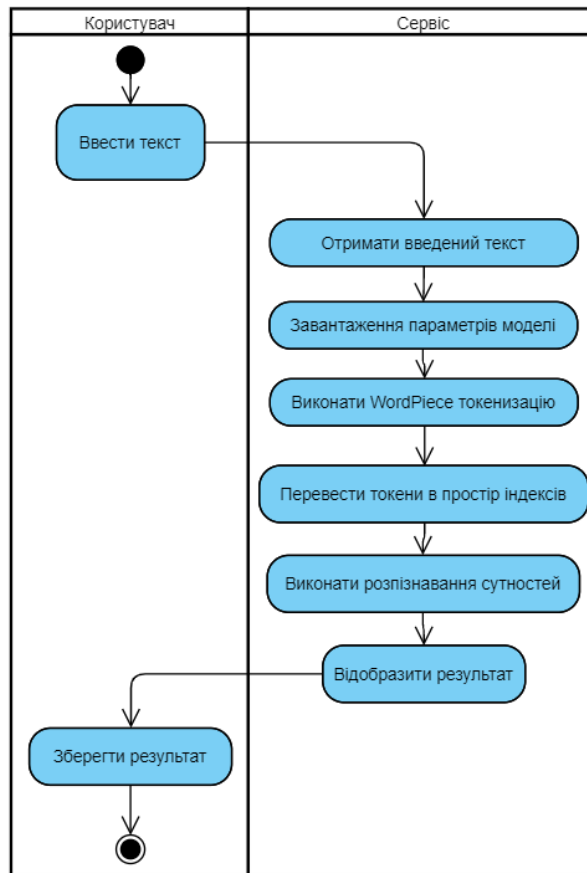 Користувач
Сервіс
Ввести текст
Отримати введений текст
Завантаження параметрів моделі
Виконати WordPiece токенизацію
Перевести токени в простір індексів
Виконати розпізнавання сутностей
Відобразити результат
Зберегти результат